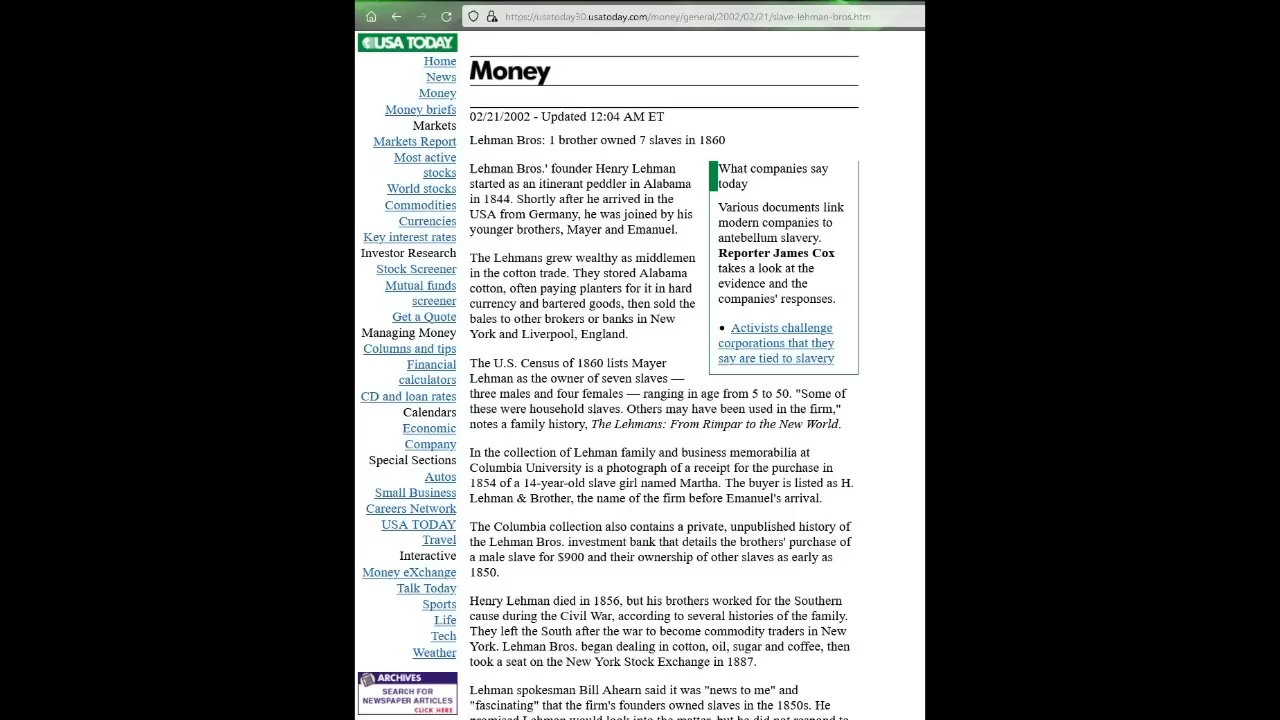 https://usatoday30.usatoday.com/money/general/2002/02/21/slave-lehman-bros.htm
USA TODAY
Home
News
Money
Money briefs
Markets
Markets Report
Most active
stocks
World stocks
Commodities
Currencies
Key interest rates
Investor Research
Stock Screener
Mutual funds
screener
Get a Quote
Managing Money
Columns and tips
Financial
calculators
CD and loan rates
Calendars
Economic
Company
Special Sections
Autos
Small Business
Careers Network
USA TODAY
Travel
Interactive
Money eXchange
Talk Today
Sports
Life
Tech
Weather
ARCHIVES
SEARCH FOR
NEWSPAPER ARTICLES
CLICK HERE
Money
02/21/2002 - Updated 12:04 AM ET
Lehman Bros: 1 brother owned 7 slaves in 1860
Lehman Bros.' founder Henry Lehman
started as an itinerant peddler in Alabama
in 1844. Shortly after he arrived in the
USA from Germany, he was joined by his
younger brothers, Mayer and Emanuel.
The Lehmans grew wealthy as middlemen
in the cotton trade. They stored Alabama
cotton, often paying planters for it in hard
currency and bartered goods, then sold the
bales to other brokers or banks in New
York and Liverpool, England.
The U.S. Census of 1860 lists Mayer
Lehman as the owner of seven slaves —
three males and four females — ranging in age from 5 to 50. "Some of
these were household slaves. Others may have been used in the firm,"
notes a family history, The Lehmans: From Rimpar to the New World.
In the collection of Lehman family and business memorabilia at
Columbia University is a photograph of a receipt for the purchase in
1854 of a 14-year-old slave girl named Martha. The buyer is listed as H.
Lehman & Brother, the name of the firm before Emanuel's arrival.
The Columbia collection also contains a private, unpublished history of
the Lehman Bros. investment bank that details the brothers' purchase of
a male slave for $900 and their ownership of other slaves as early as
1850.
Henry Lehman died in 1856, but his brothers worked for the Southern
cause during the Civil War, according to several histories of the family.
They left the South after the war to become commodity traders in New
York. Lehman Bros. began dealing in cotton, oil, sugar and coffee, then
took a seat on the New York Stock Exchange in 1887.
Lehman spokesman Bill Ahearn said it was "news to me" and
"fascinating" that the firm's founders owned slaves in the 1850s. He
promised Lehman would look into the matter, but he did not respond to
What companies say
today
Various documents link
modern companies to
antebellum slavery.
Reporter James Cox
takes a look at the
evidence and the
companies' responses.
• Activists challenge
corporations that they
say are tied to slavery